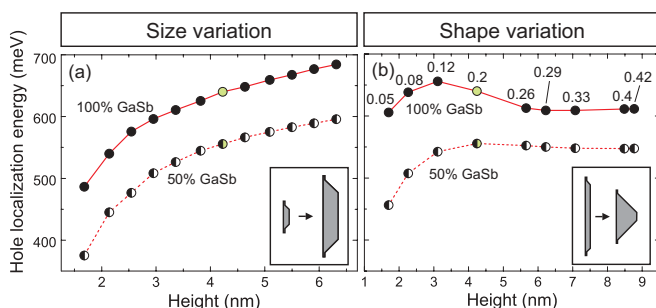 Size variation
Shape variation
Hole localization energy (meV)
700
600
500
400
(a)
100% GaSb
50% GaSb
2
3
4
5
6
Height (nm)
(b)
0.05
0.08
0.12
0.2
0.26
0.29
0.33
0.4
0.42
100% GaSb
50% GaSb
1
2
3
4
5
6
7
8
9
Height (nm)